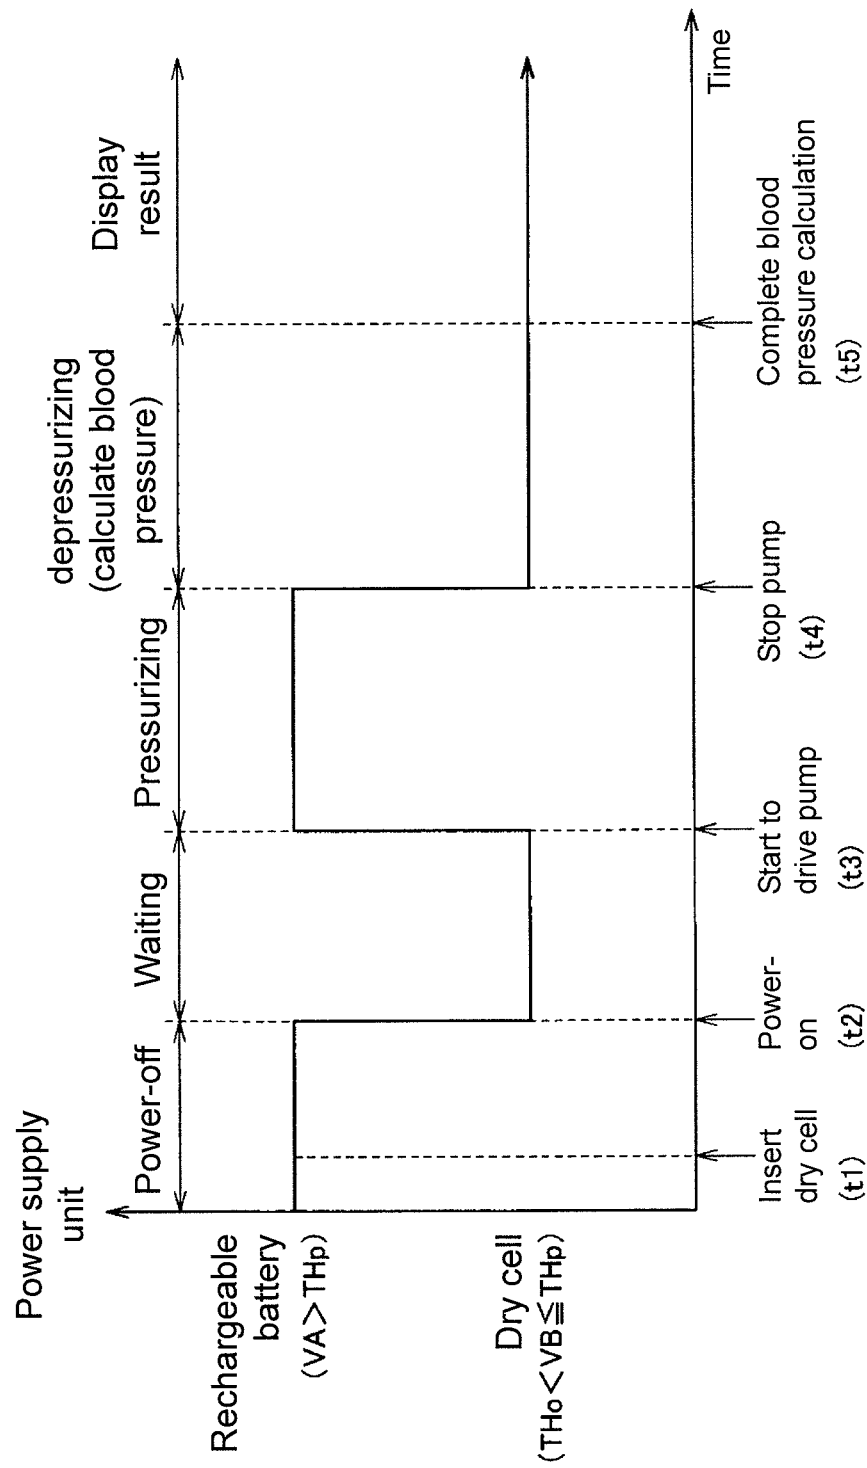 Power supply
unit
Power-off
Waiting
Pressurizing
depressurizing
(calculate blood
pressure)
Display
result
Rechargeable
battery
(VA>THp)
Dry cell
(THo<VB≦THp)
Insert
dry cell
(t1)
Power-
on
(t2)
Start to
drive pump
(t3)
Stop pump
(t4)
Complete blood
pressure calculation
(t5)
Time